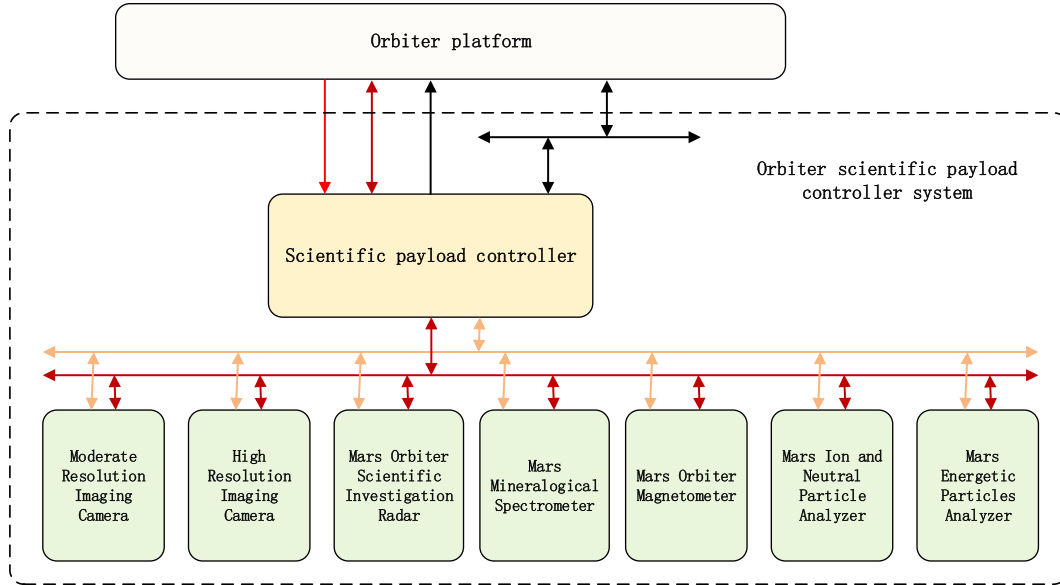 Orbiter platform
Orbiter scientific payload
controller system
Scientific payload controller
Moderate
Resolution
Imaging
Camera
High
Resolution
Imaging
Camera
Mars Orbiter
Scientific
Investigation
Radar
Mars
Mineralogical
Spectrometer
Mars Orbiter
Magnetometer
Mars Ion and
Neutral
Particle
Analyzer
Mars
Energetic
Particles
Analyzer